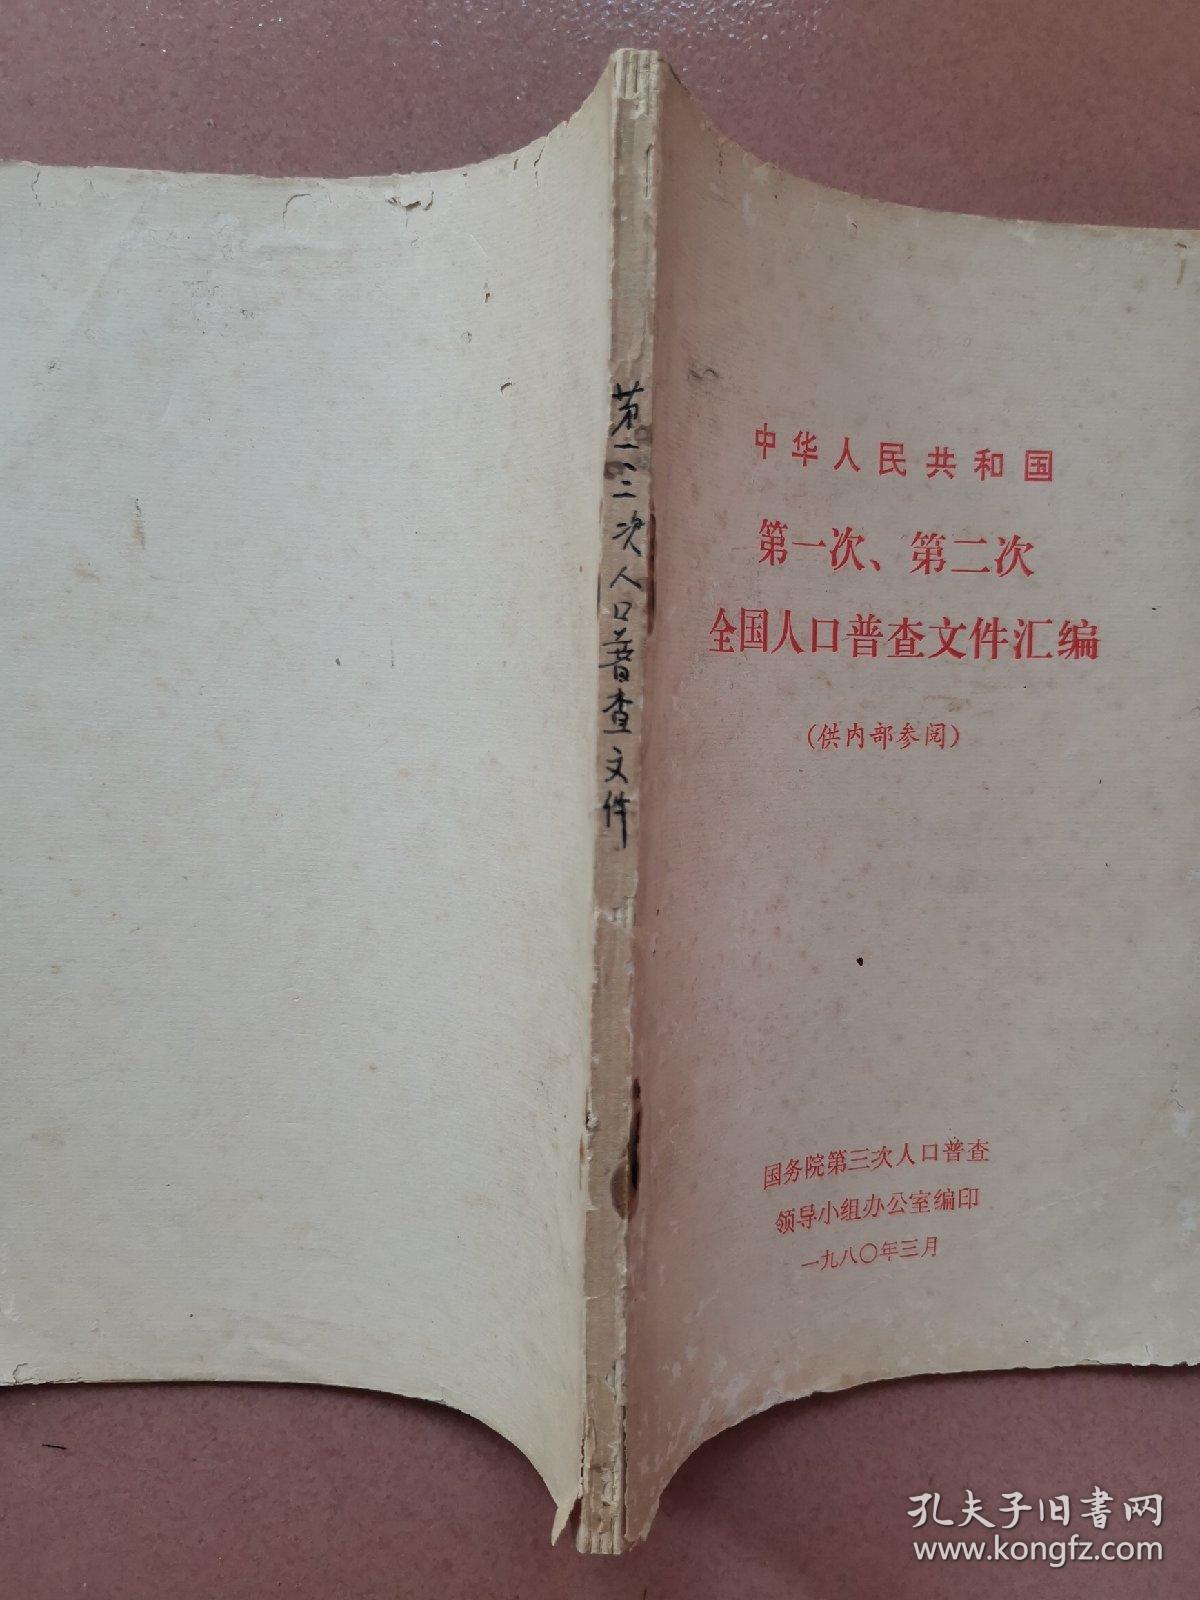 中华人民共和国
第一次、第二次
全国人口普查文件汇编
（供内部参阅）
国务院第三次人口普查
领导小组办公室编印
一九八〇年三月
第一、二次人口普查文件
孔夫子旧书网
www.kongfz.com